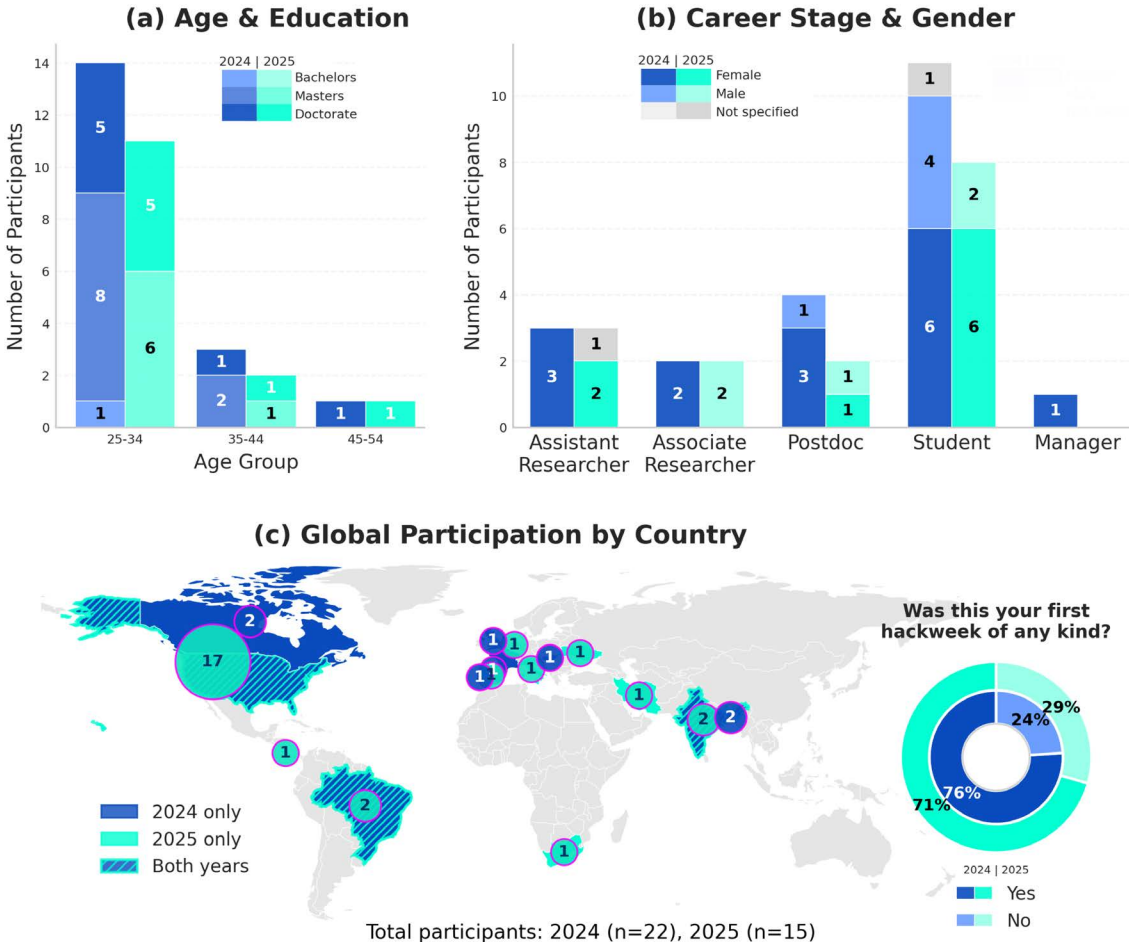 (a) Age & Education
Number of Participants
14
12
10
8
6
4
2
0
2024 | 2025
Bachelors
Masters
Doctorate
5
8
1
5
6
1
2
1
1
1
1
25-34
35-44
45-54
Age Group
(b) Career Stage & Gender
Number of Participants
10
8
6
4
2
0
2024 | 2025
Female
Male
Not specified
3
1
2
2
2
1
3
1
1
1
4
6
2
6
1
Assistant
Researcher
Associate
Researcher
Postdoc
Student
Manager
(c) Global Participation by Country
2
17
1
2
1
1
1
1
1
1
1
1
1
2
2
1
2024 only
2025 only
Both years
Was this your first
hackweek of any kind?
29%
24%
76%
71%
2024 | 2025
Yes
No
Total participants: 2024 (n=22), 2025 (n=15)